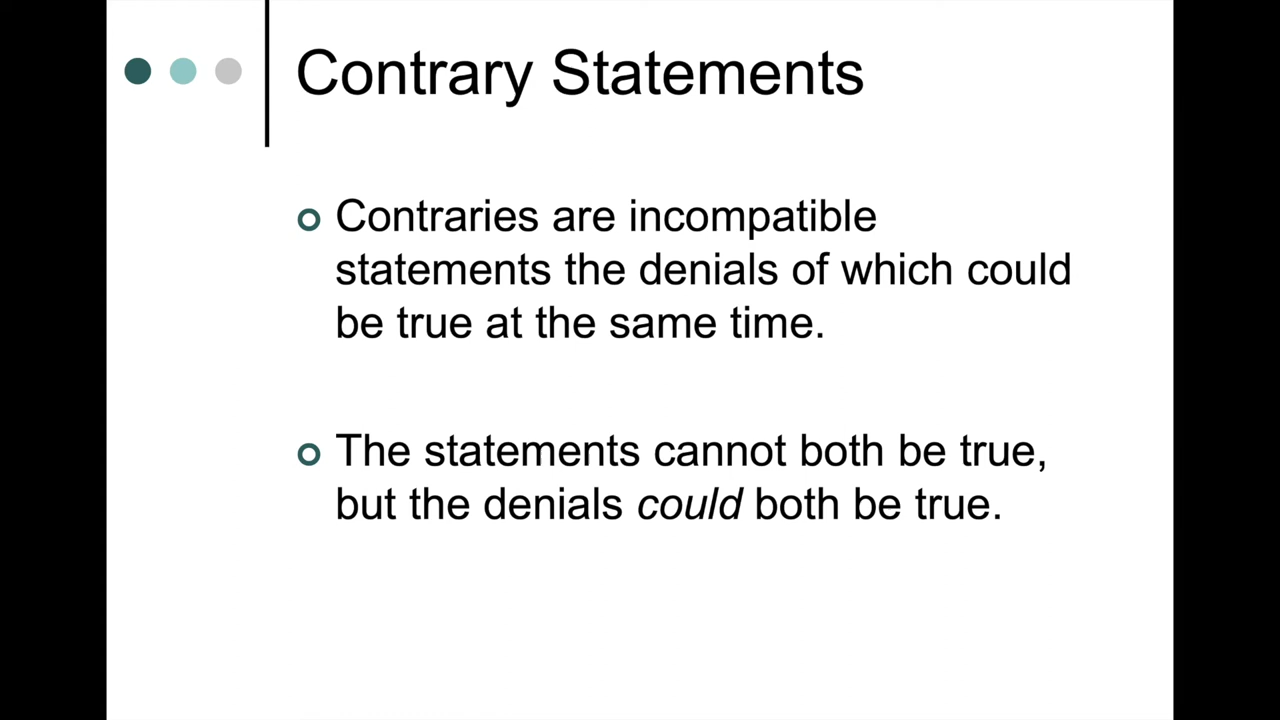 Contrary Statements
Contraries are incompatible
statements the denials of which could
be true at the same time.
The statements cannot both be true,
but the denials could both be true.